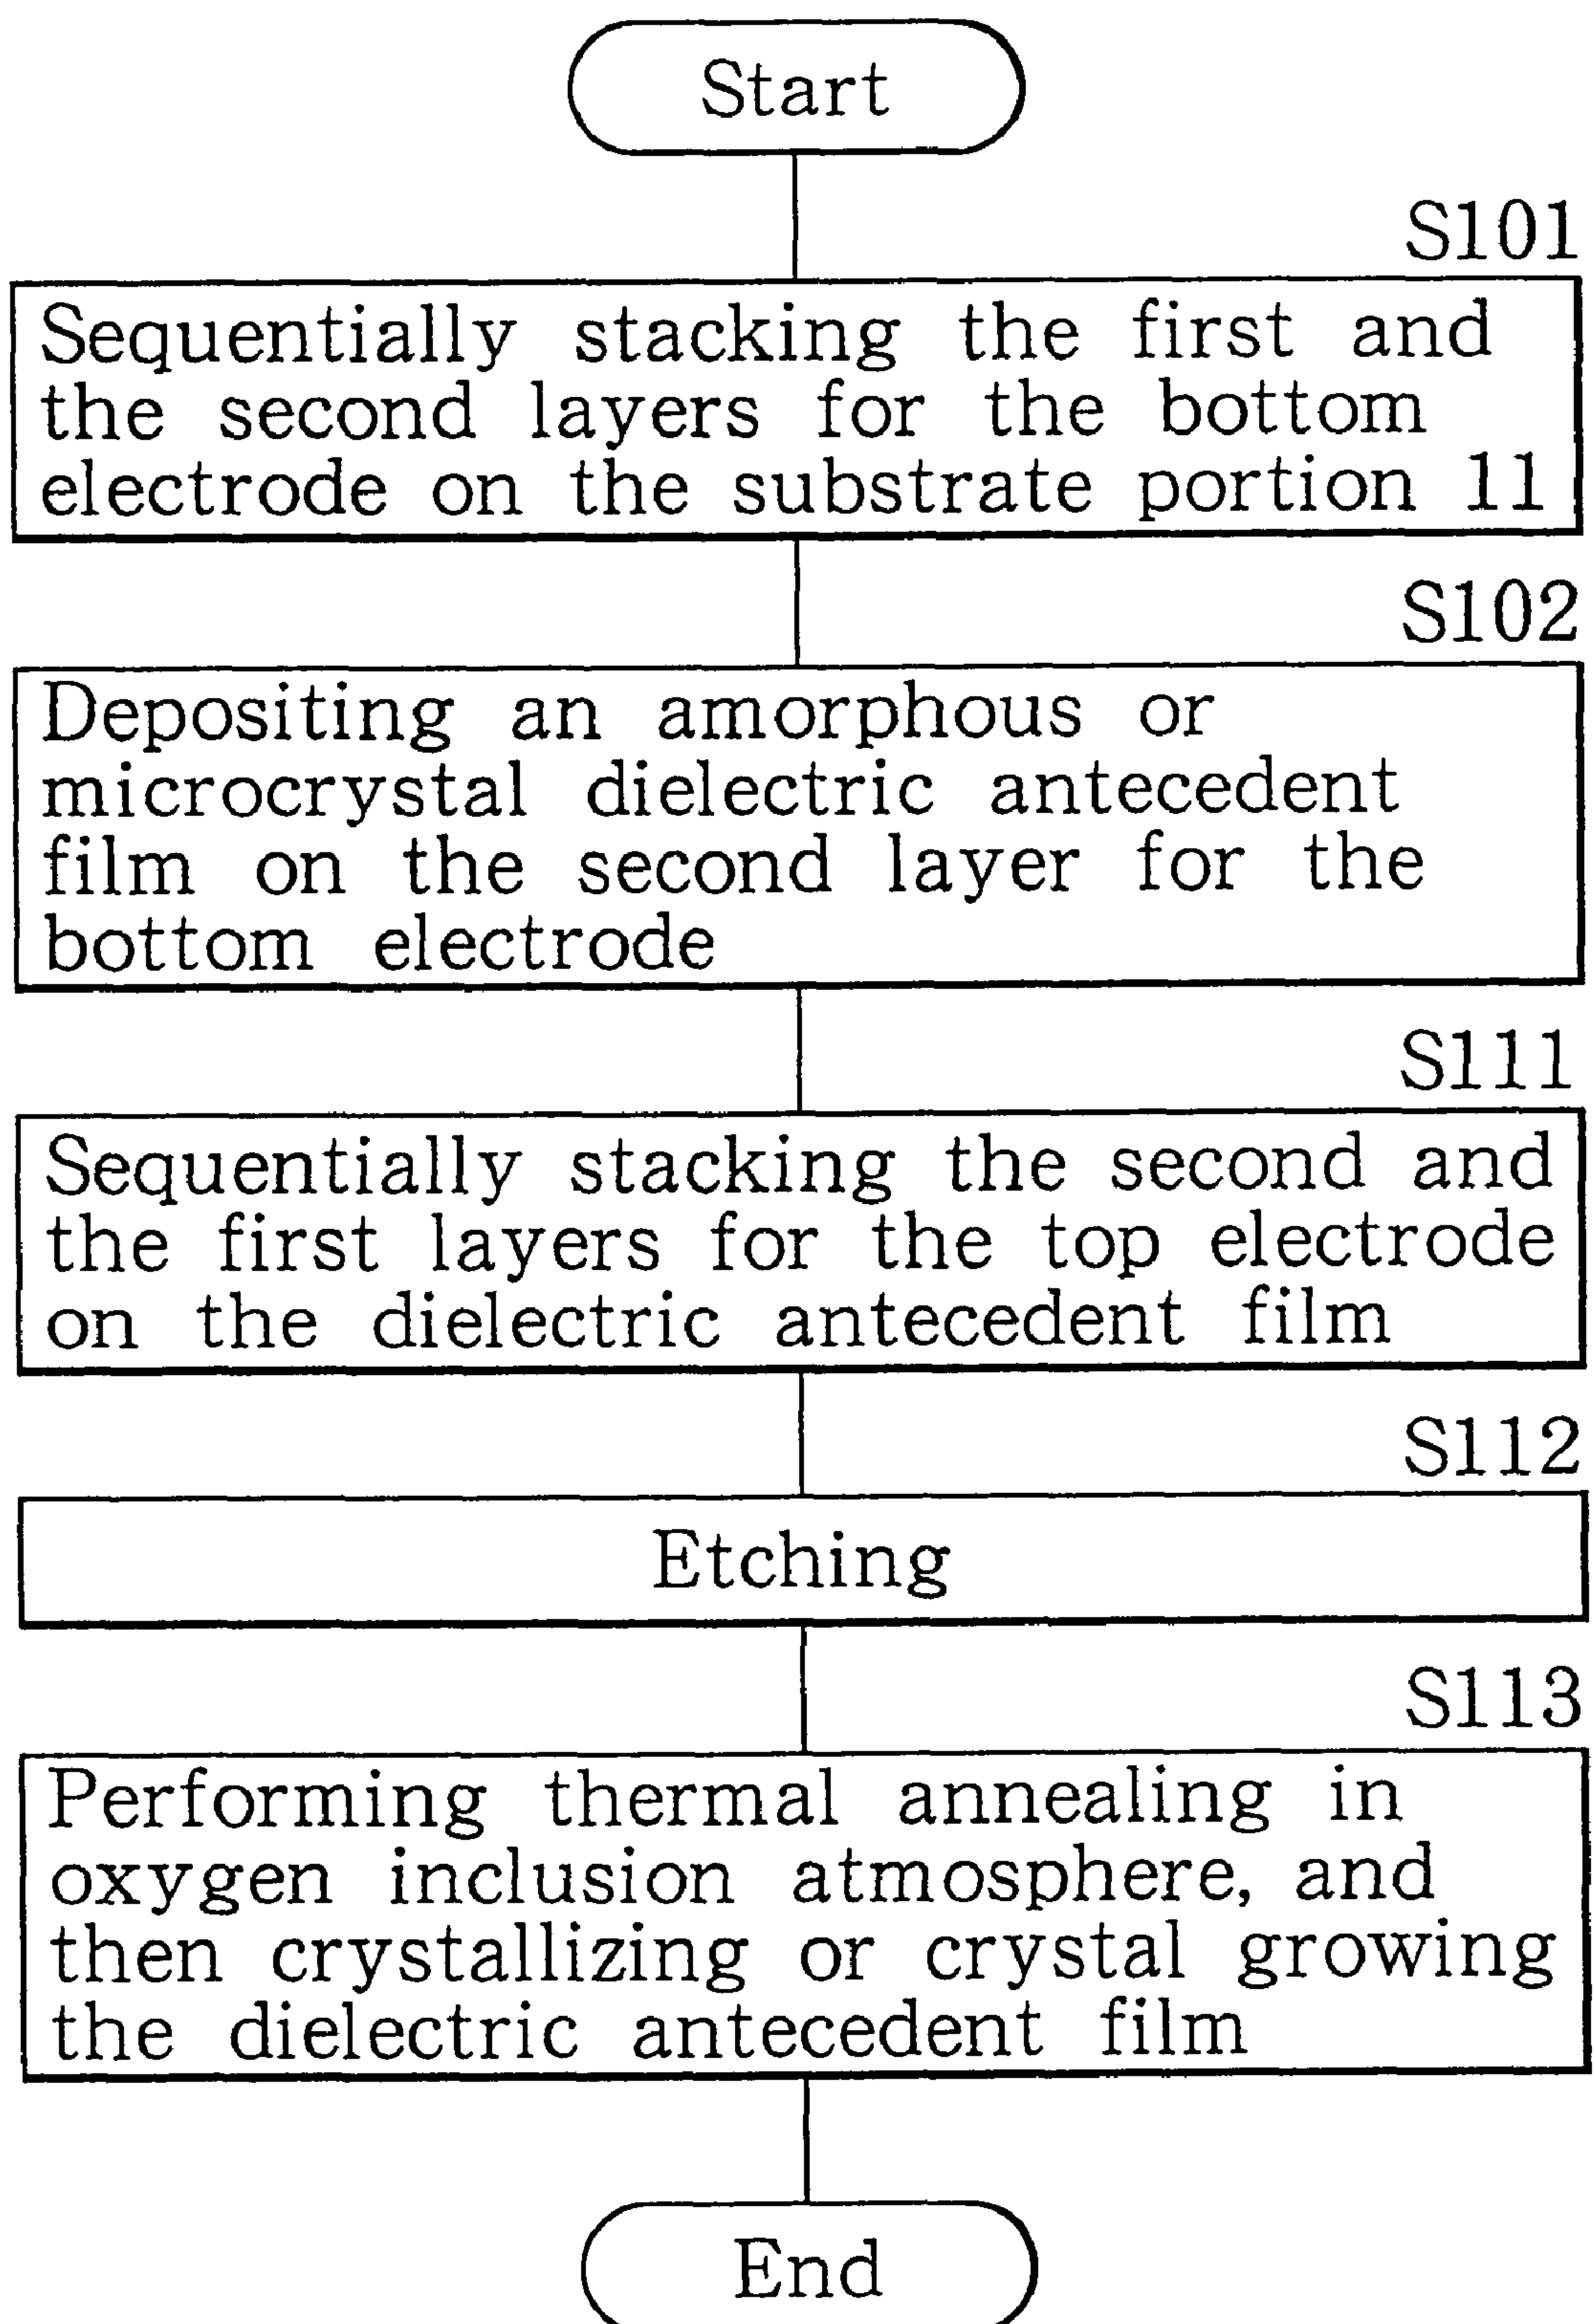 Start
S101
Sequentially stacking the first and
the second layers for the bottom
electrode on the substrate portion 11
S102
Depositing an amorphous or
microcrystal dielectric antecedent
film on the second layer for the
bottom electrode
S111
Sequentially stacking the second and
the first layers for the top electrode
on the dielectric antecedent film
S112
Etching
S113
Performing thermal annealing in
oxygen inclusion atmosphere, and
then crystallizing or crystal growing
the dielectric antecedent film
End